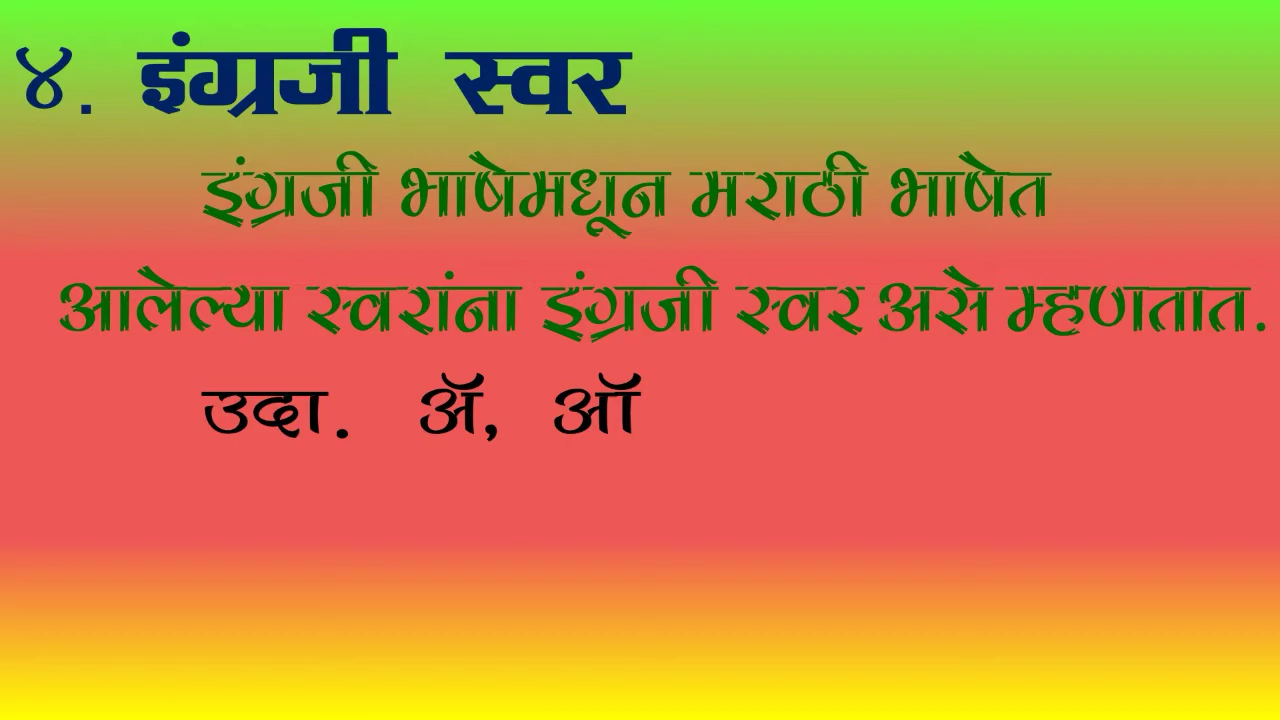 ४. इंग्रजी स्वर
इंग्रजी भाषेमधून मराठी भाषेत
आलेल्या स्वरांना इंग्रजी स्वर असे म्हणतात.
उदा. ॲ, ऑ